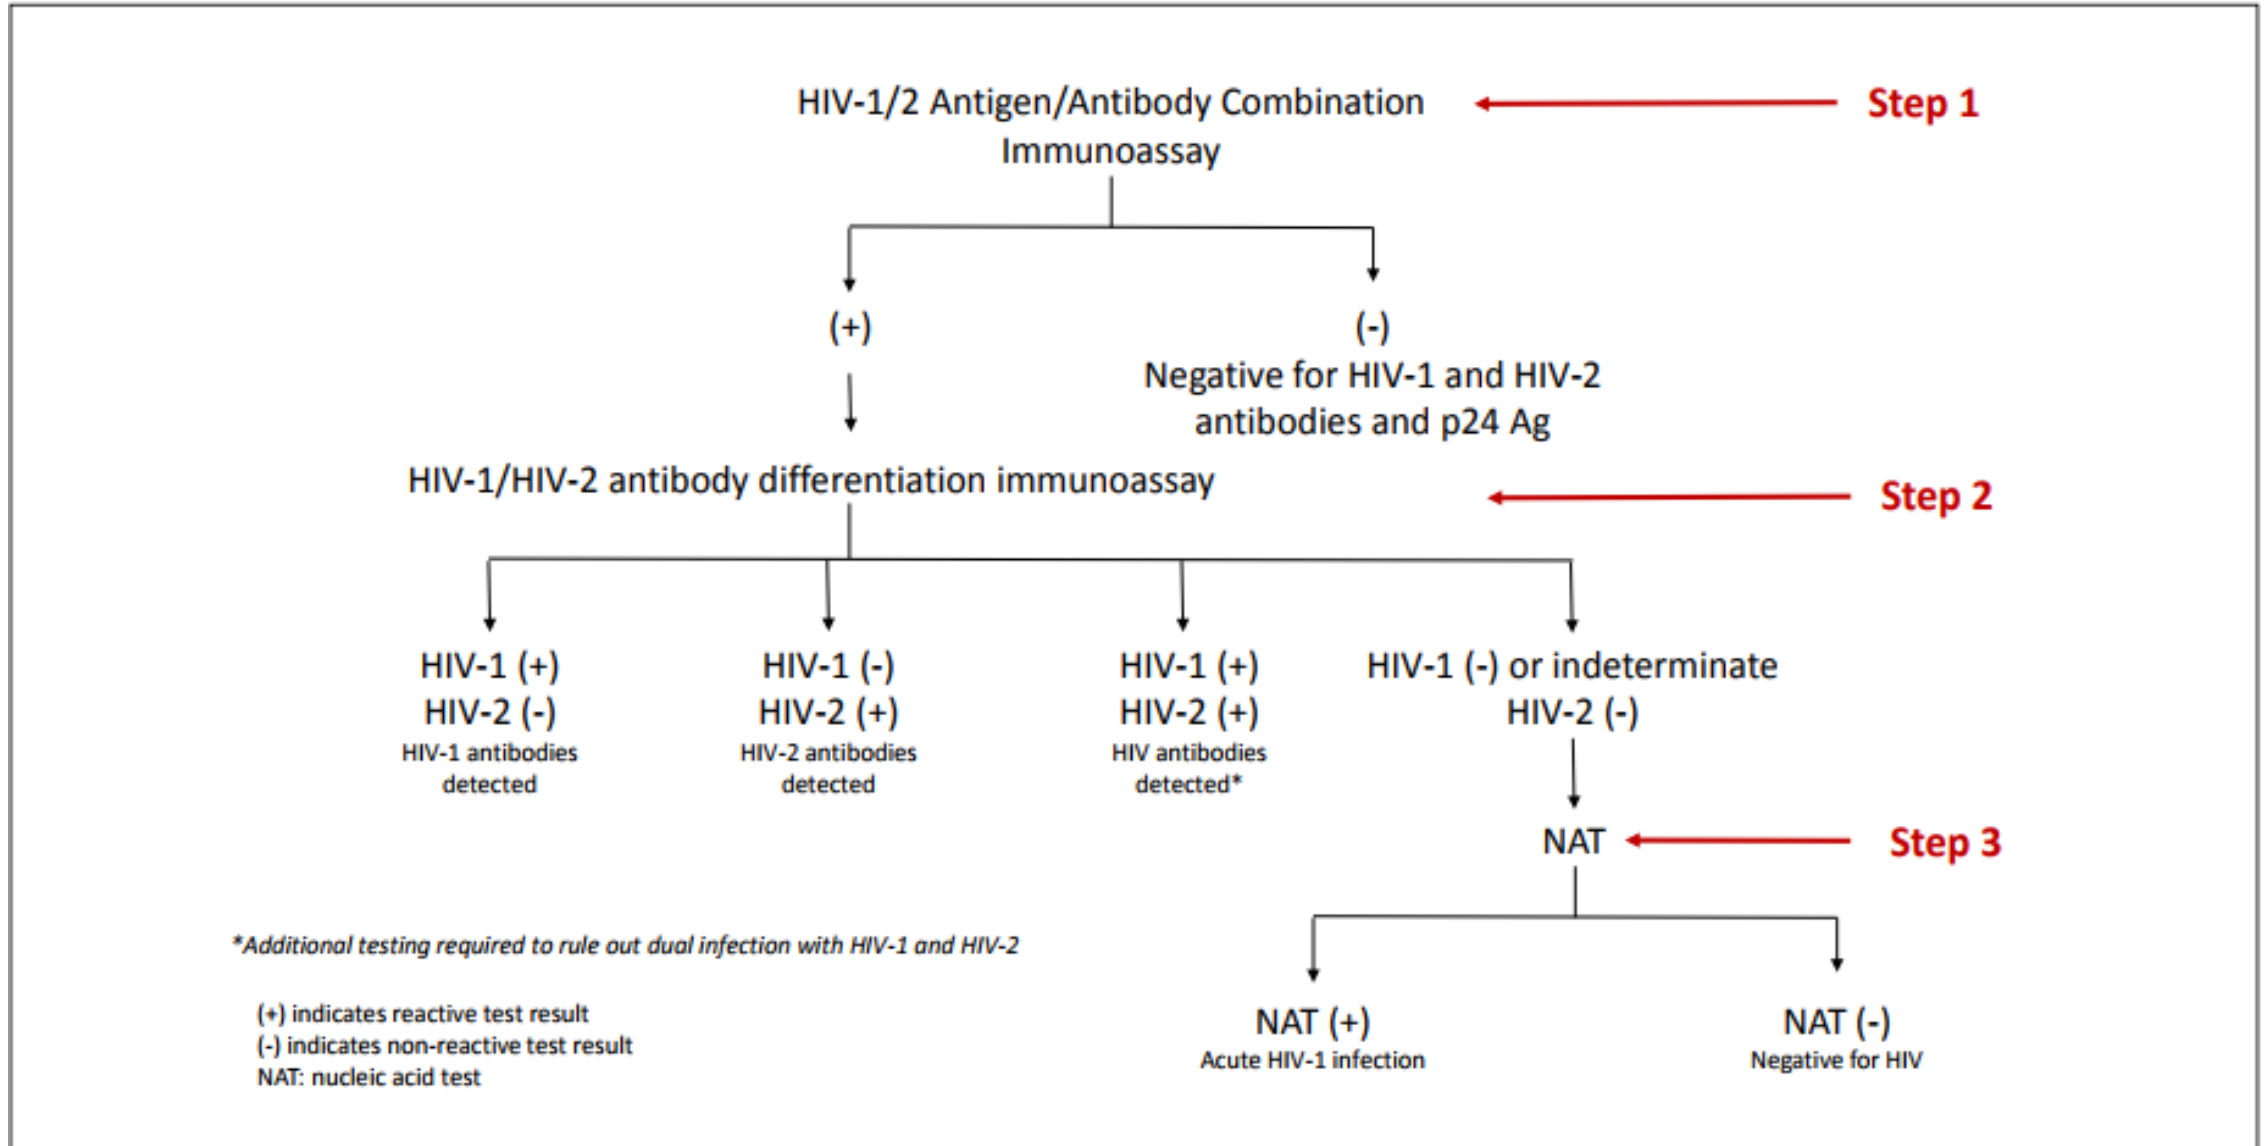 HIV-1/2 Antigen/Antibody Combination
Immunoassay
Step 1
(+)
(-)
Negative for HIV-1 and HIV-2
antibodies and p24 Ag
HIV-1/HIV-2 antibody differentiation immunoassay
Step 2
HIV-1 (+)
HIV-2 (-)
HIV-1 antibodies
detected
HIV-1 (-)
HIV-2 (+)
HIV-2 antibodies
detected
HIV-1 (+)
HIV-2 (+)
HIV antibodies
detected*
HIV-1 (-) or indeterminate
HIV-2 (-)
NAT
Step 3
NAT (+)
Acute HIV-1 infection
NAT (-)
Negative for HIV
*Additional testing required to rule out dual infection with HIV-1 and HIV-2
(+) indicates reactive test result
(-) indicates non-reactive test result
NAT: nucleic acid test